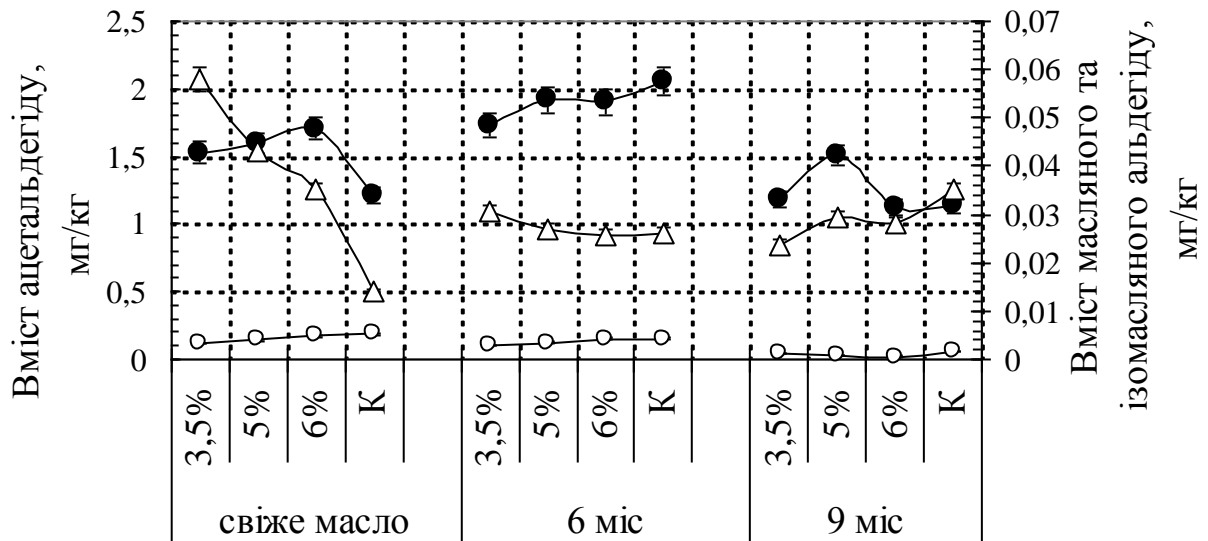 Вміст ацетальдегіду,
мг/кг
2,5
2
1,5
1
0,5
0
0,07
0,06
0,05
0,04
0,03
0,02
0,01
0
Вміст масляного та
ізомасляного альдегіду,
мг/кг
3,5%
5%
6%
К
3,5%
5%
6%
К
3,5%
5%
6%
К
свіже масло
6 міс
9 міс